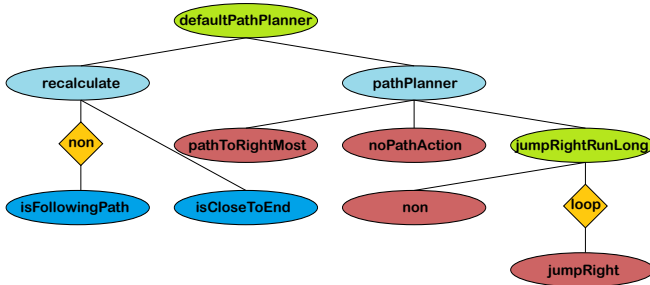 defaultPathPlanner
recalculate
pathPlanner
non
pathToRightMost
noPathAction
jumpRightRunLong
isFollowingPath
isCloseToEnd
non
loop
jumpRight